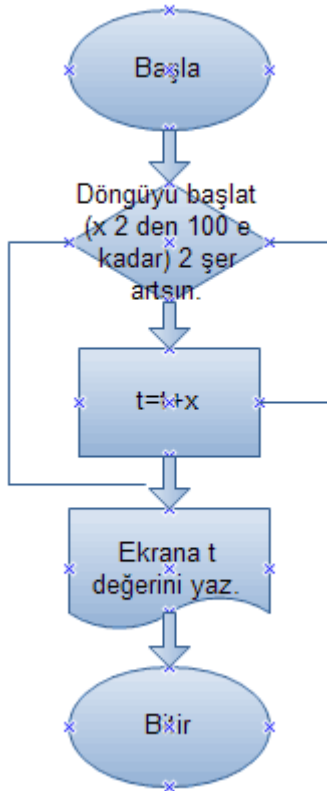 Başla
Döngüyü başlat
(x 2 den 100 e
kadar) 2 şer
artsın.
t=t+x
Ekrana t
değerini yaz.
Bitir